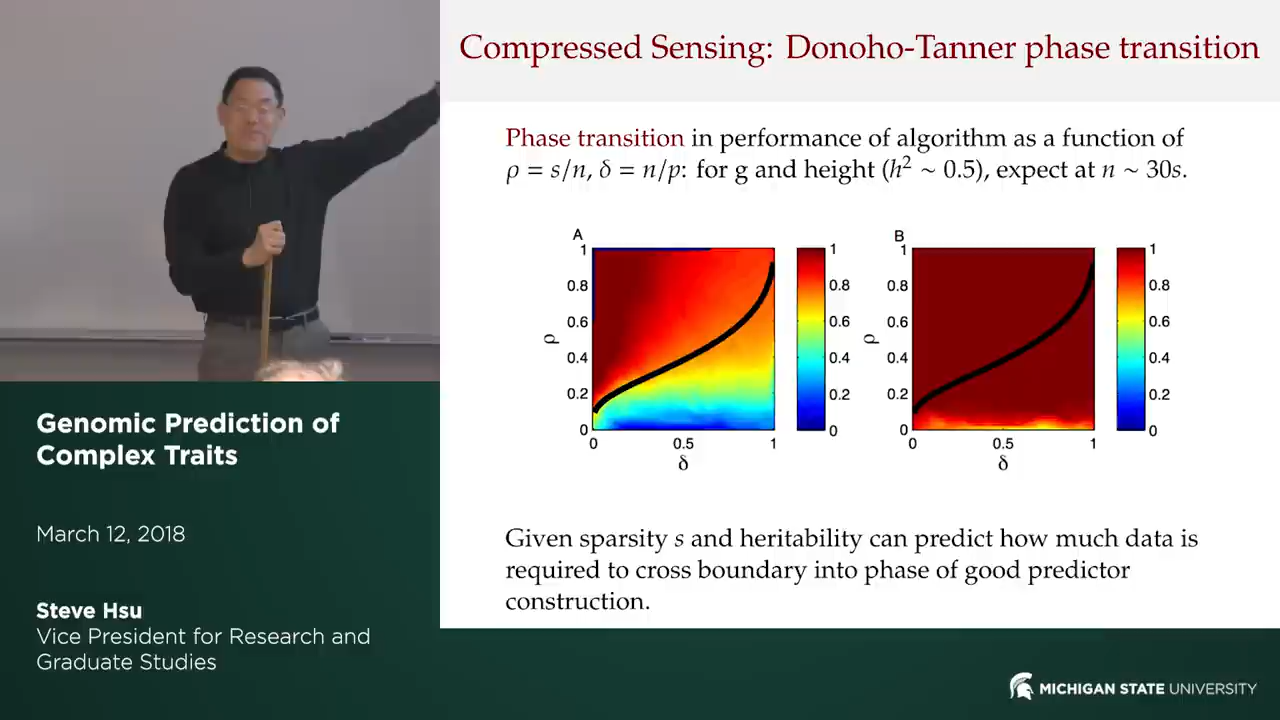 Compressed Sensing: Donoho-Tanner phase transition
Phase transition in performance of algorithm as a function of
ρ = s/n, δ = n/p: for g and height (h² ∼ 0.5), expect at n ∼ 30s.
A
B
1
0.8
0.6
0.4
0.2
0
ρ
0
0.5
1
δ
1
0.8
0.6
0.4
0.2
0
1
0.8
0.6
0.4
0.2
0
ρ
0
0.5
1
δ
1
0.8
0.6
0.4
0.2
0
Given sparsity s and heritability can predict how much data is
required to cross boundary into phase of good predictor
construction.
Genomic Prediction of
Complex Traits
March 12, 2018
Steve Hsu
Vice President for Research and
Graduate Studies
MICHIGAN STATE UNIVERSITY